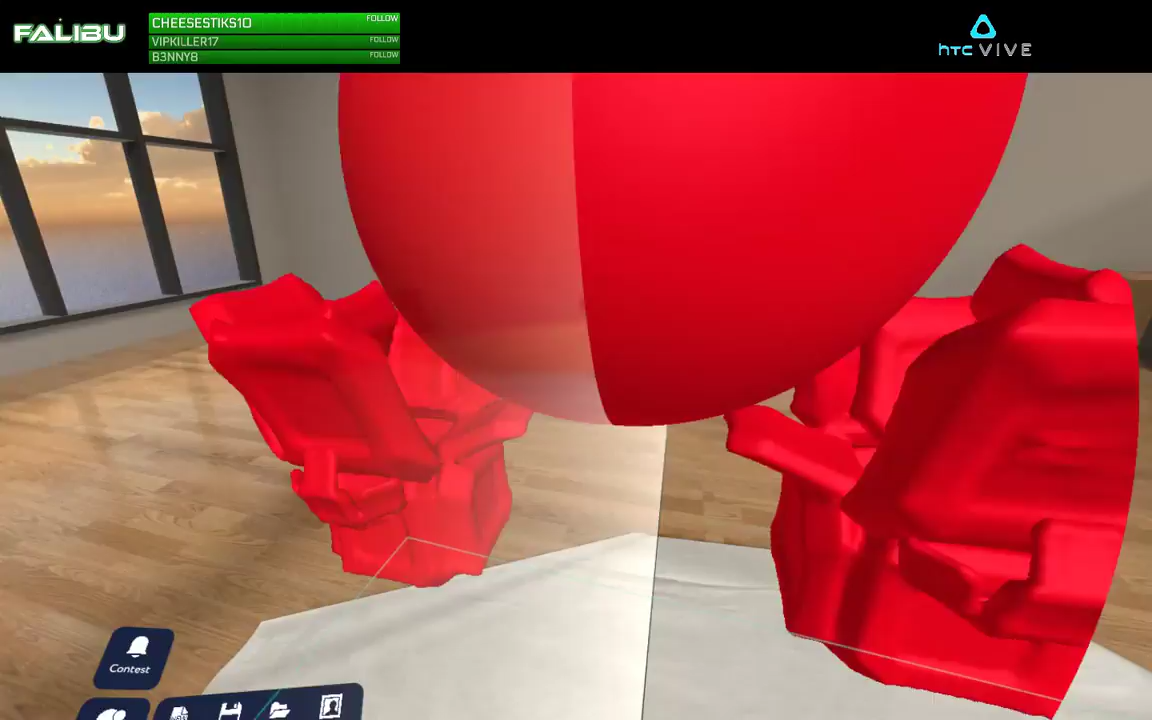 FALIBU
CHEESESTIKS10 FOLLOW
VIPKILLER17 FOLLOW
B3NNY8 FOLLOW
htc VIVE
Contest